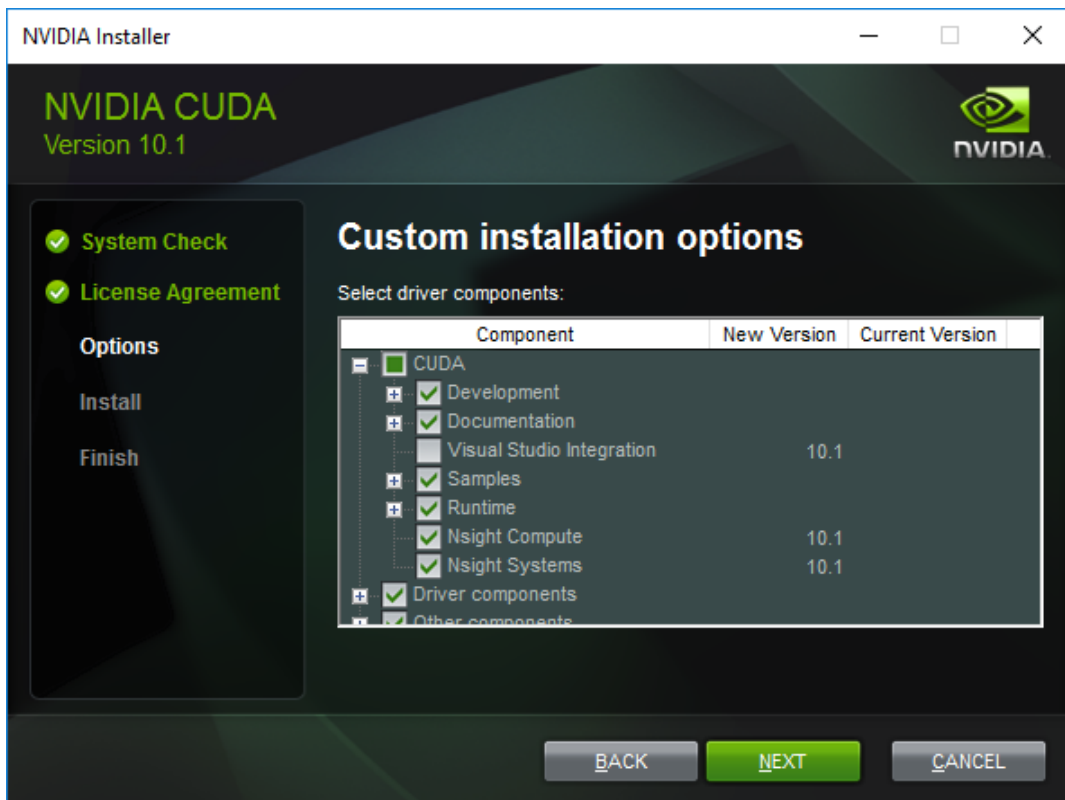 NVIDIA Installer
NVIDIA CUDA
Version 10.1
NVIDIA.
System Check
License Agreement
Options
Install
Finish
Custom installation options
Select driver components:
Component New Version Current Version
CUDA
Development
Documentation
Visual Studio Integration 10.1
Samples
Runtime
Nsight Compute 10.1
Nsight Systems 10.1
Driver components
Other components
BACK NEXT CANCEL